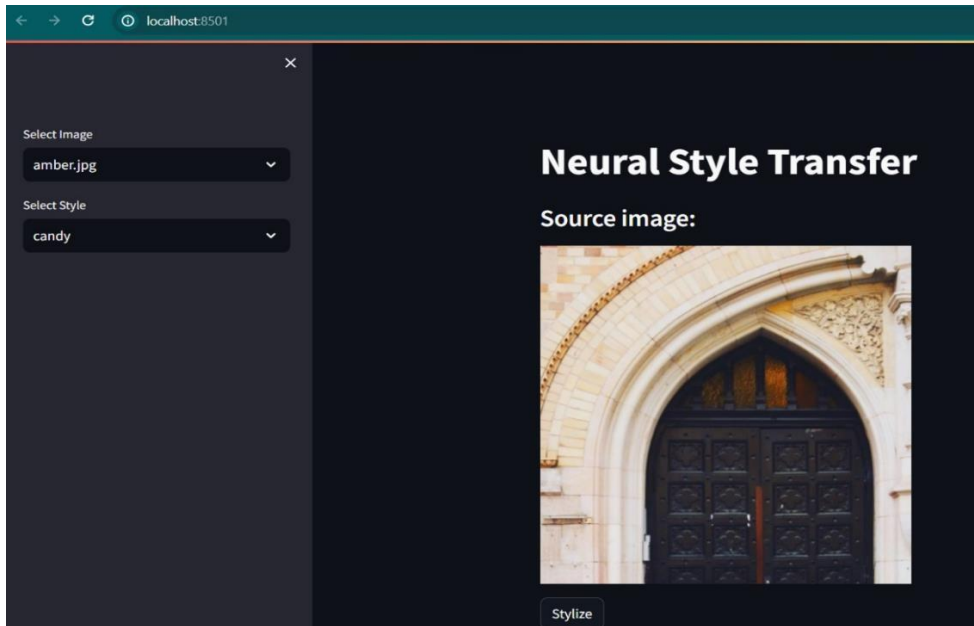 localhost:8501
Select Image
amber.jpg
Select Style
candy
Neural Style Transfer
Source image:
Stylize